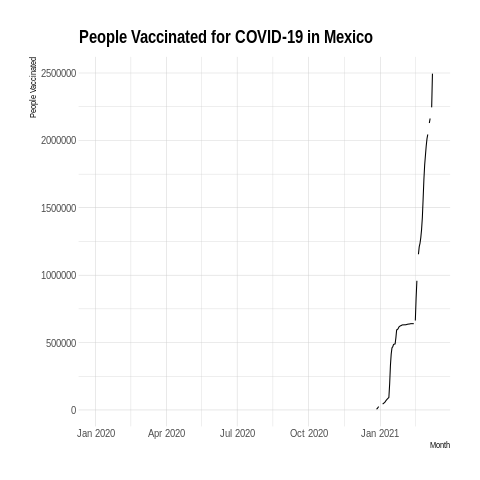 People Vaccinated for COVID-19 in Mexico
People Vaccinated
2500000
2000000
1500000
1000000
500000
0
Jan 2020 Apr 2020 Jul 2020 Oct 2020 Jan 2021
Month